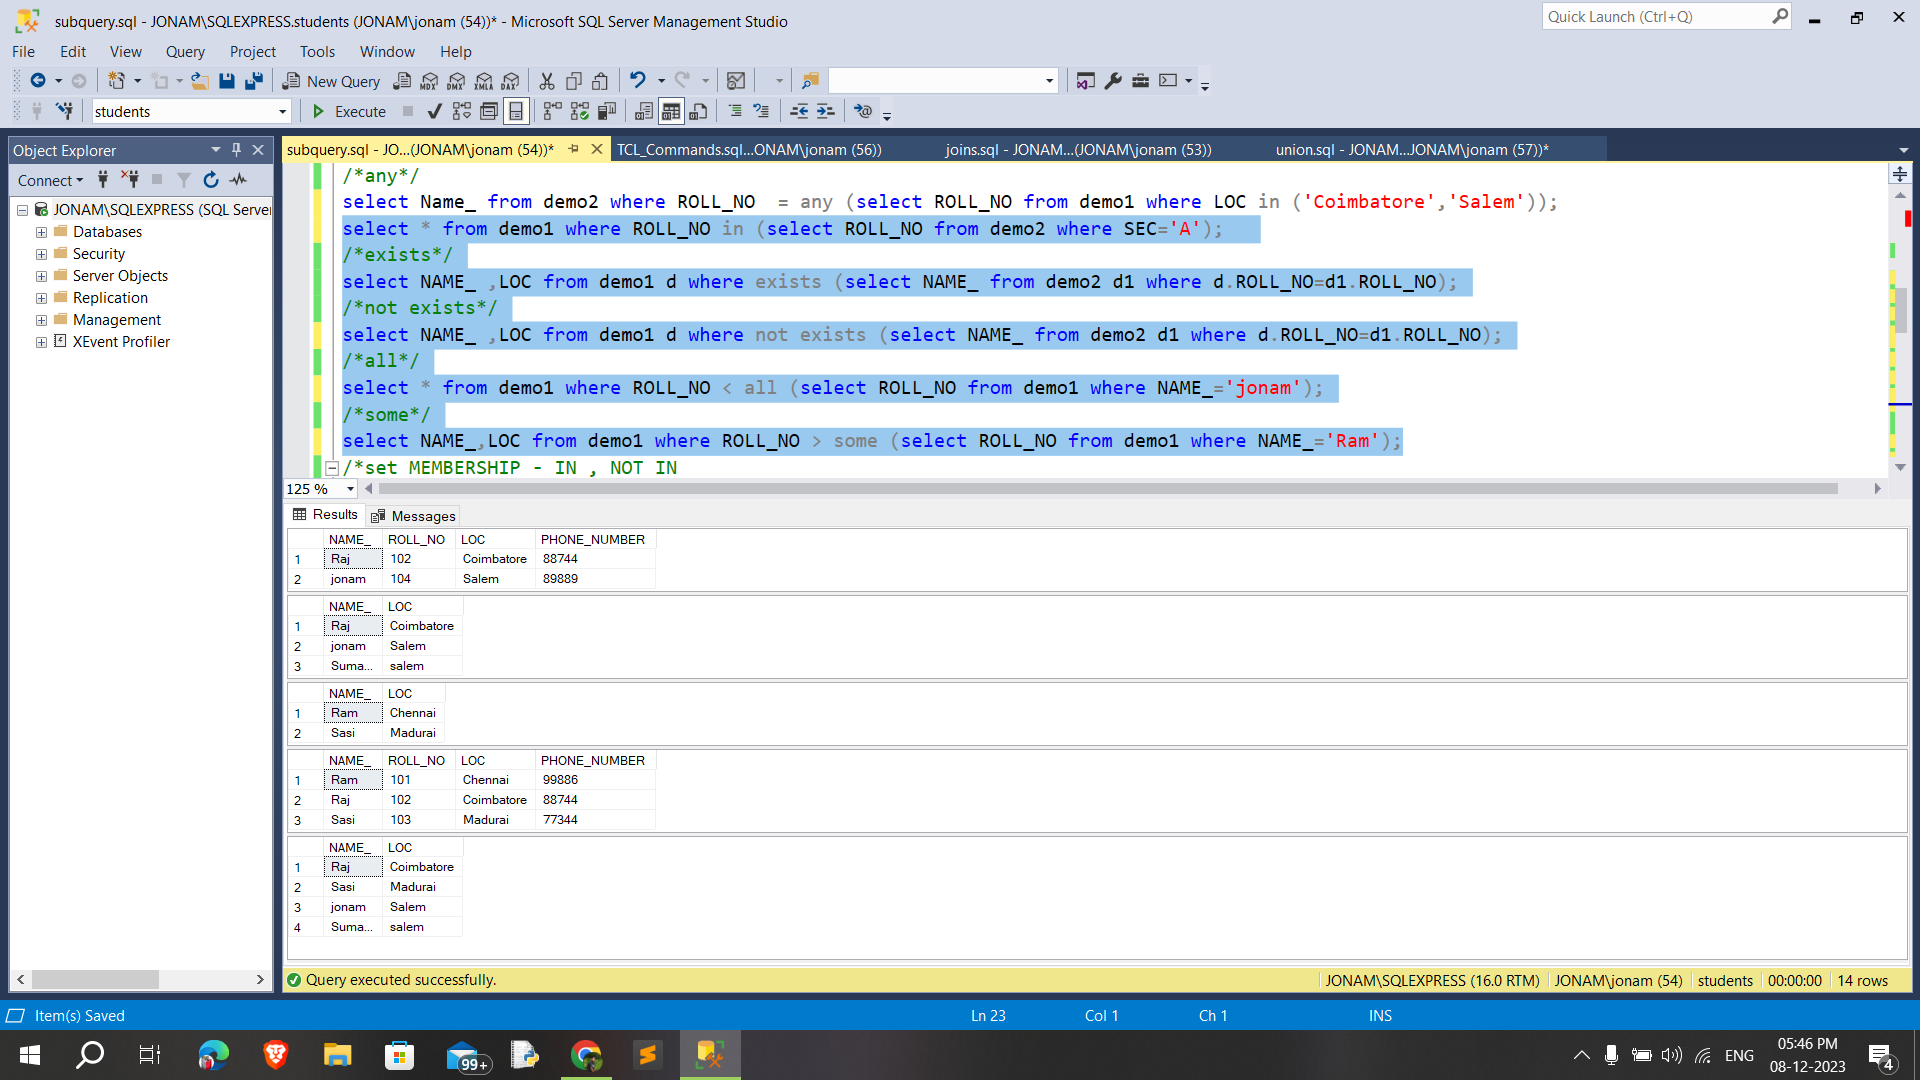 subquery.sql - JONAM\SQLEXPRESS.students (JONAM\jonam (54))* - Microsoft SQL Server Management Studio
Quick Launch (Ctrl+Q)
File Edit View Query Project Tools Window Help
New Query MDX DMX XMLA DAX
students Execute
Object Explorer
Connect
JONAM\SQLEXPRESS (SQL Server
Databases
Security
Server Objects
Replication
Management
XEvent Profiler
subquery.sql - JO...(JONAM\jonam (54))* TCL_Commands.sql...ONAM\jonam (56)) joins.sql - JONAM...(JONAM\jonam (53)) union.sql - JONAM...JONAM\jonam (57))*
/*any*/
select Name_ from demo2 where ROLL_NO  = any (select ROLL_NO from demo1 where LOC in ('Coimbatore','Salem'));
select * from demo1 where ROLL_NO in (select ROLL_NO from demo2 where SEC='A');
/*exists*/
select NAME_ ,LOC from demo1 d where exists (select NAME_ from demo2 d1 where d.ROLL_NO=d1.ROLL_NO);
/*not exists*/
select NAME_ ,LOC from demo1 d where not exists (select NAME_ from demo2 d1 where d.ROLL_NO=d1.ROLL_NO);
/*all*/
select * from demo1 where ROLL_NO < all (select ROLL_NO from demo1 where NAME_='jonam');
/*some*/
select NAME_,LOC from demo1 where ROLL_NO > some (select ROLL_NO from demo1 where NAME_='Ram');
/*set MEMBERSHIP - IN , NOT IN
125 %
Results Messages
NAME_ ROLL_NO LOC PHONE_NUMBER
1 Raj 102 Coimbatore 88744
2 jonam 104 Salem 89889
NAME_ LOC
1 Raj Coimbatore
2 jonam Salem
3 Suma... salem
NAME_ LOC
1 Ram Chennai
2 Sasi Madurai
NAME_ ROLL_NO LOC PHONE_NUMBER
1 Ram 101 Chennai 99886
2 Raj 102 Coimbatore 88744
3 Sasi 103 Madurai 77344
NAME_ LOC
1 Raj Coimbatore
2 Sasi Madurai
3 jonam Salem
4 Suma... salem
Query executed successfully. JONAM\SQLEXPRESS (16.0 RTM) JONAM\jonam (54) students 00:00:00 14 rows
Item(s) Saved Ln 23 Col 1 Ch 1 INS
99+ ENG 05:46 PM
08-12-2023 4